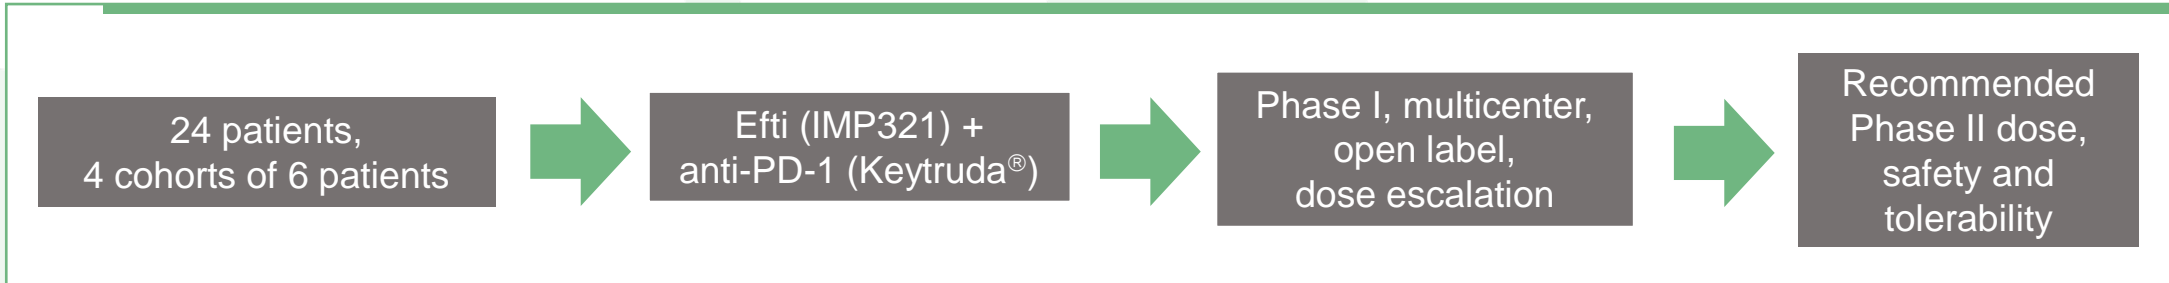 24 patients,
4 cohorts of 6 patients
Efti (IMP321) +
anti-PD-1 (Keytruda®)
Phase I, multicenter,
open label,
dose escalation
Recommended
Phase II dose,
safety and
tolerability